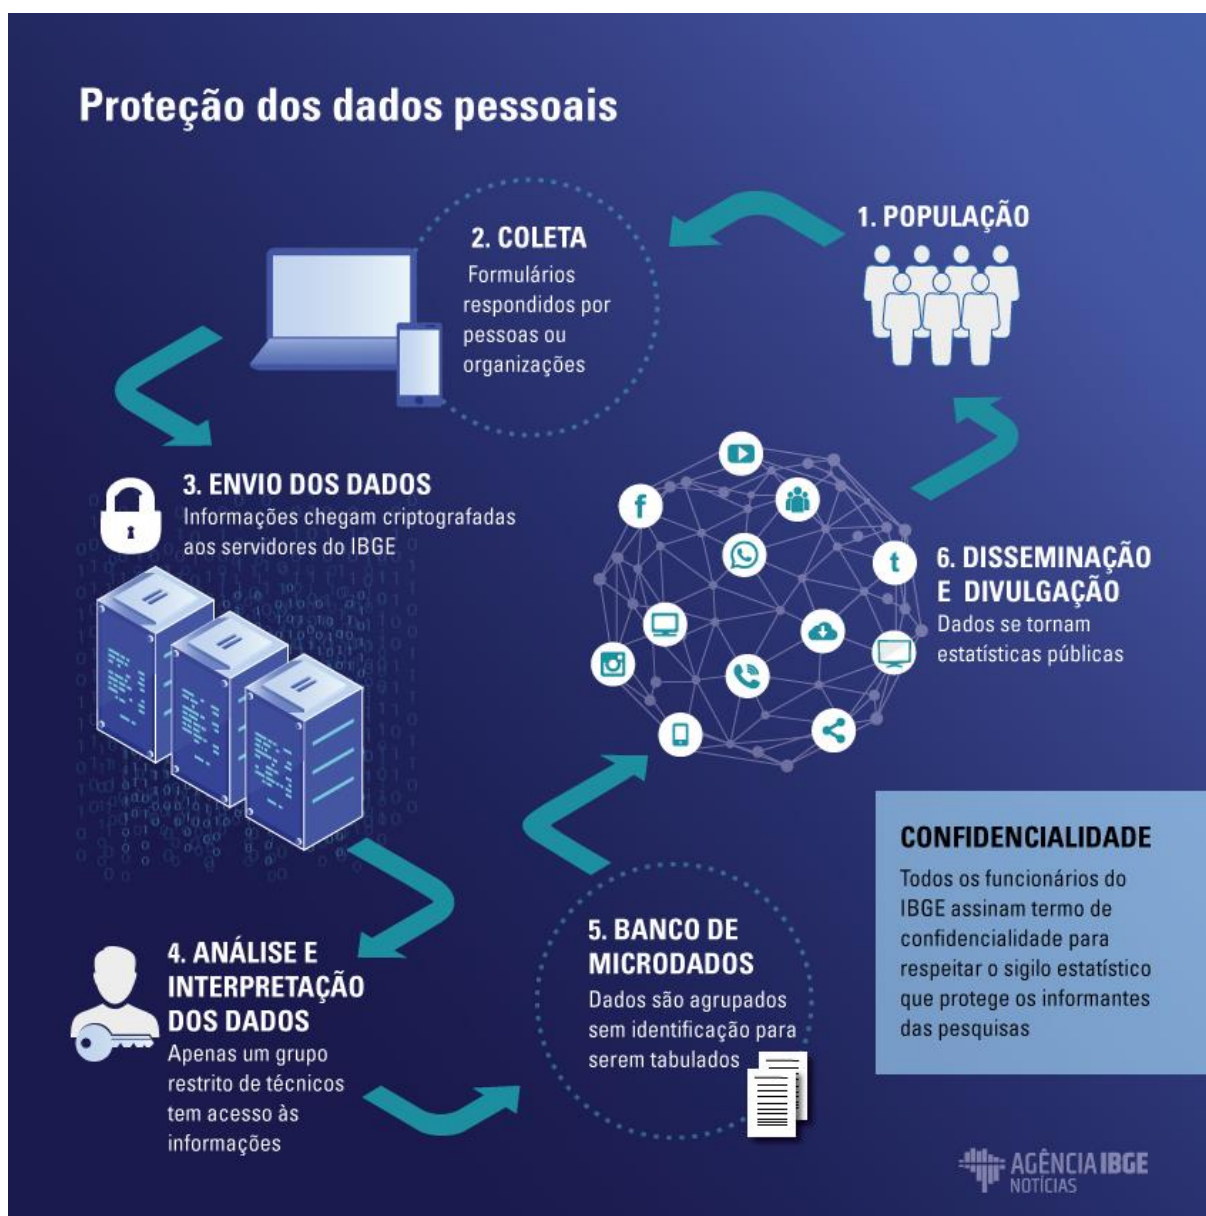 Proteção dos dados pessoais
1. POPULAÇÃO
2. COLETA
Formulários
respondidos por
pessoas ou
organizações
3. ENVIO DOS DADOS
Informações chegam criptografadas
aos servidores do IBGE
4. ANÁLISE E
INTERPRETAÇÃO
DOS DADOS
Apenas um grupo
restrito de técnicos
tem acesso às
informações
5. BANCO DE
MICRODADOS
Dados são agrupados
sem identificação para
serem tabulados
6. DISSEMINAÇÃO
E DIVULGAÇÃO
Dados se tornam
estatísticas públicas
CONFIDENCIALIDADE
Todos os funcionários do
IBGE assinam termo de
confidencialidade para
respeitar o sigilo estatístico
que protege os informantes
das pesquisas
AGÊNCIA IBGE
NOTÍCIAS